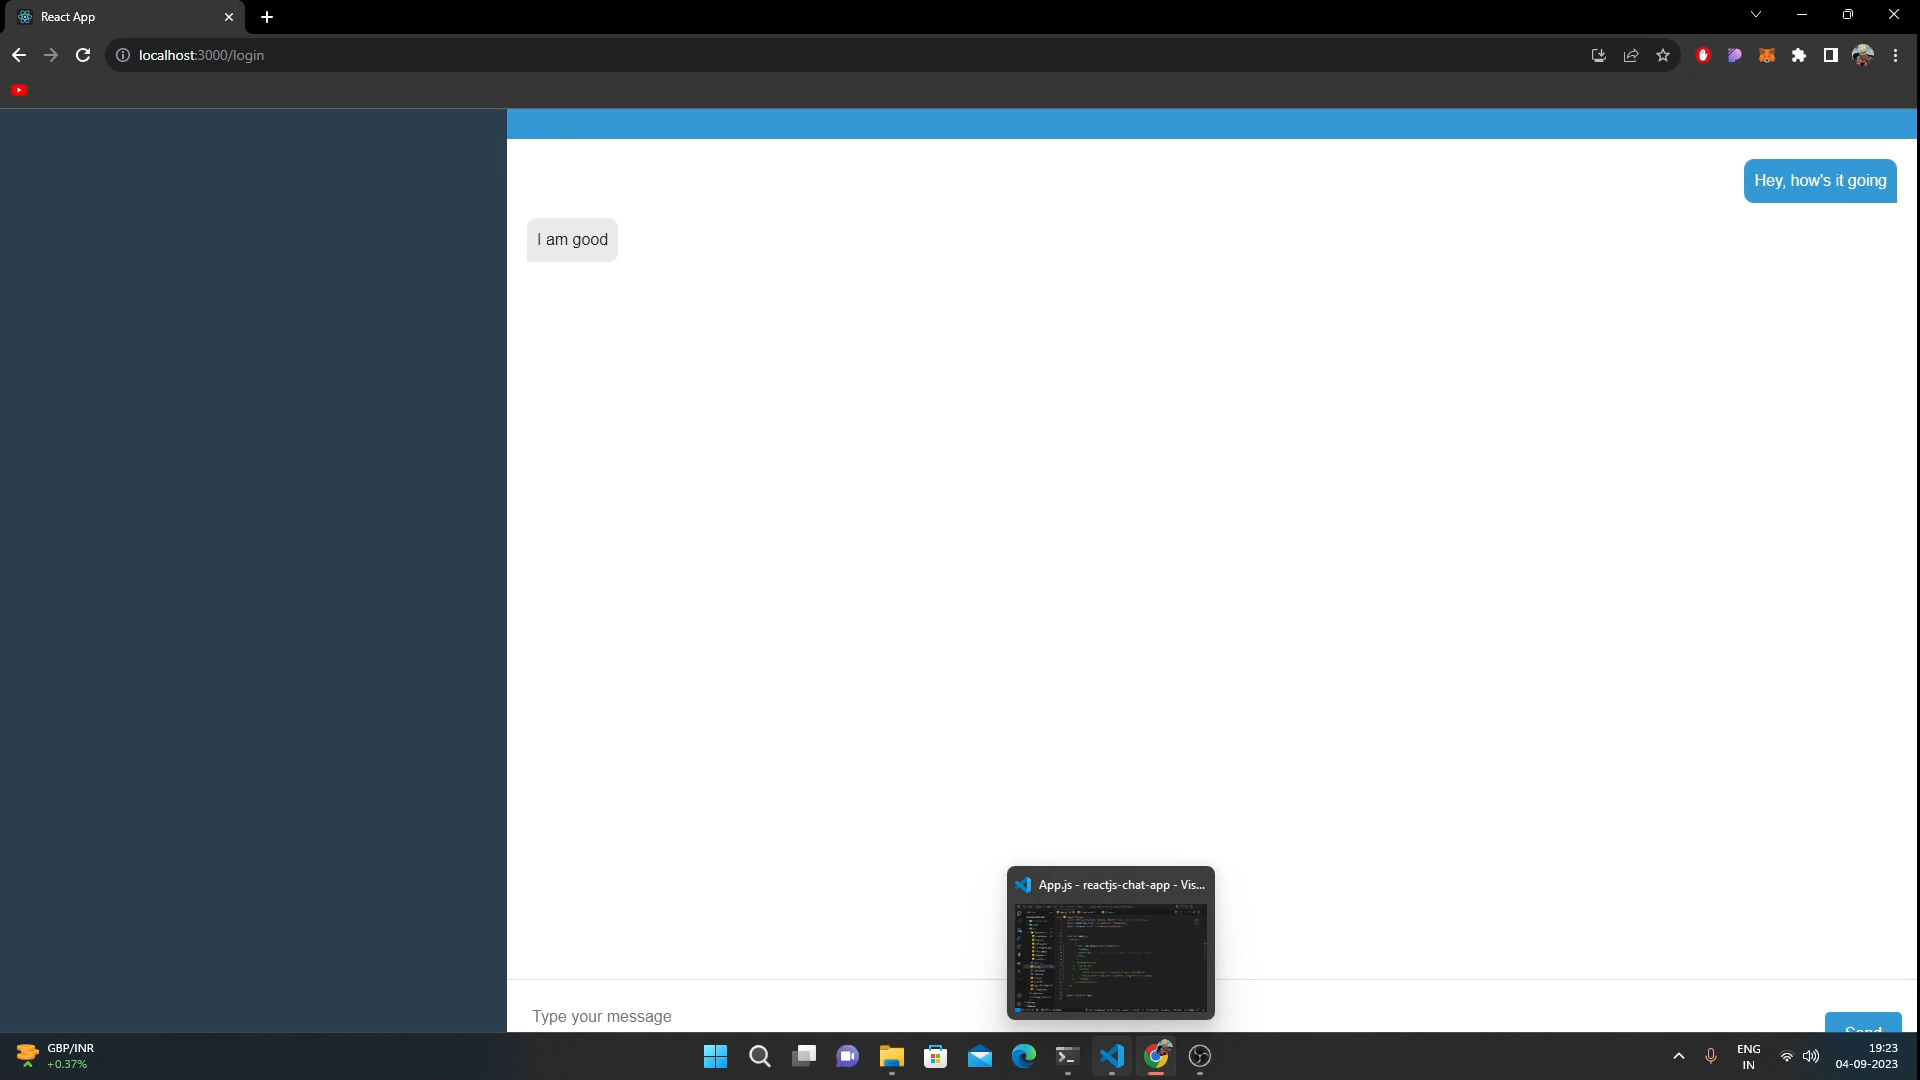 React App
localhost:3000/login
Hey, how's it going
I am good
App.js - reactjs-chat-app - Vis...
Type your message
Send
GBP/INR
+0.37%
ENG
IN
19:23
04-09-2023